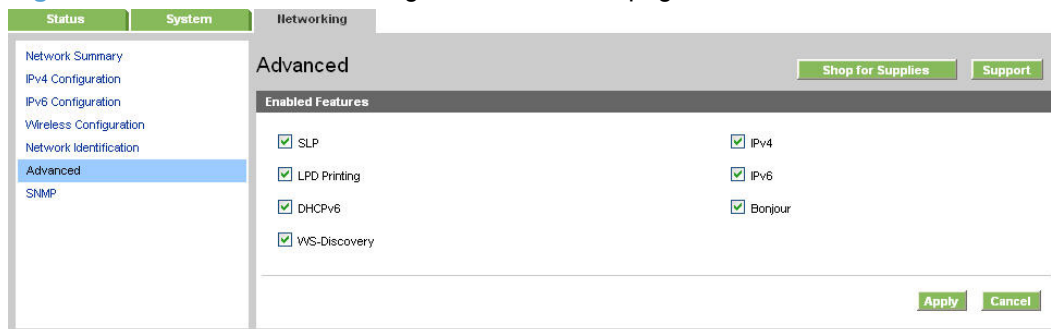 Status System Networking
Network Summary
IPv4 Configuration
IPv6 Configuration
Wireless Configuration
Network Identification
Advanced
SNMP
Advanced
Shop for Supplies Support
Enabled Features
SLP IPv4
LPD Printing IPv6
DHCPv6 Bonjour
WS-Discovery
Apply Cancel